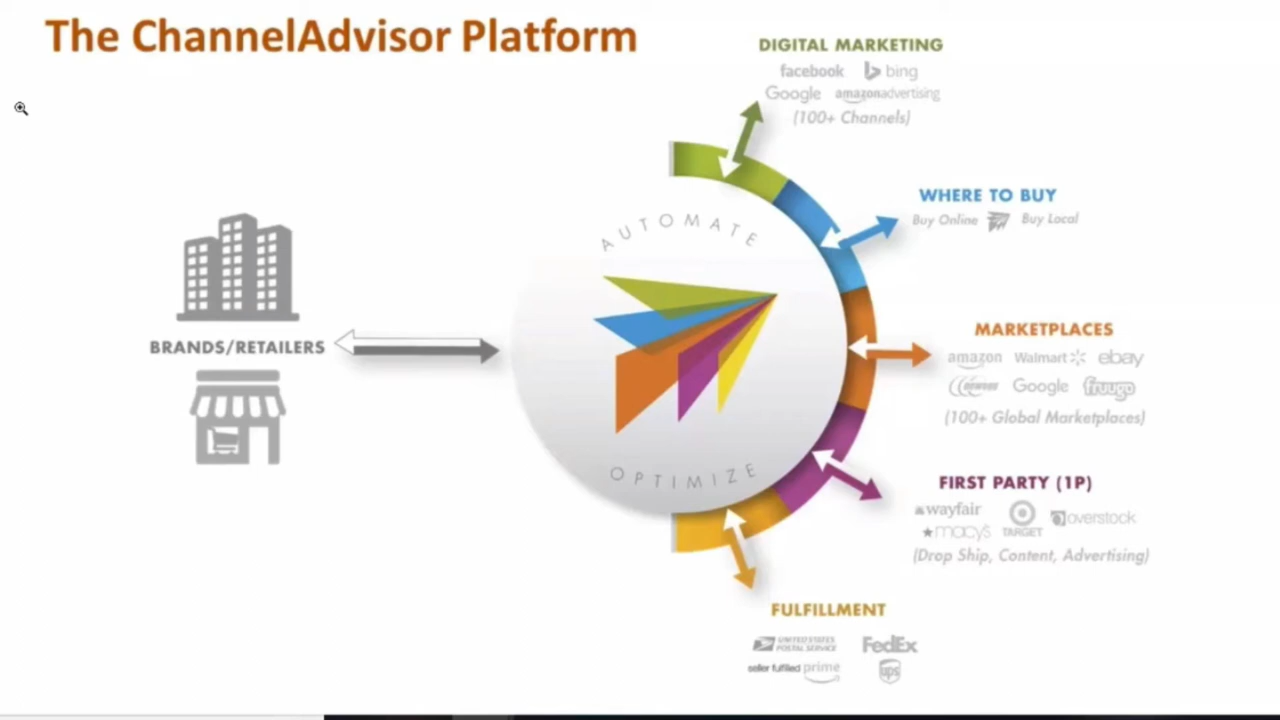 The ChannelAdvisor Platform
DIGITAL MARKETING
facebook bing
Google amazonadvertising
(100+ Channels)
WHERE TO BUY
Buy Online Buy Local
AUTOMATE
BRANDS/RETAILERS
MARKETPLACES
amazon Walmart ebay
Google fruugo
(100+ Global Marketplaces)
OPTIMIZE
FIRST PARTY (1P)
wayfair
macy's TARGET overstock
(Drop Ship, Content, Advertising)
FULFILLMENT
UNITED STATES POSTAL SERVICE FedEx
seller fulfilled prime ups